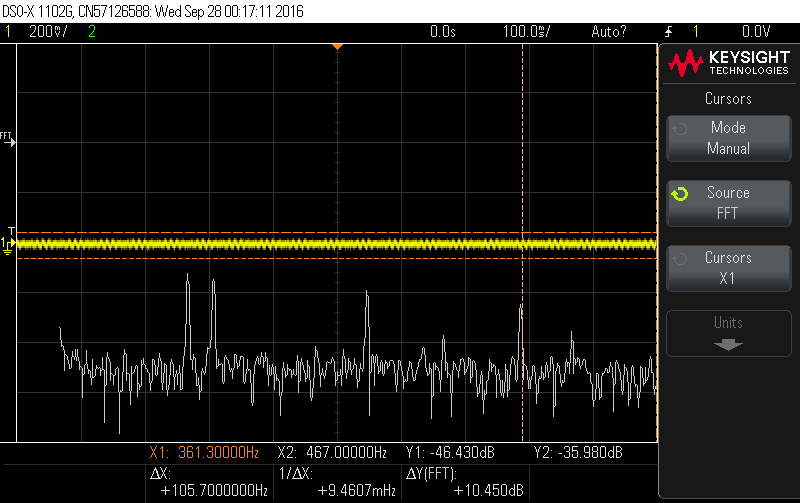 DSO-X 1102G, CN57126588: Wed Sep 28 00:17:11 2016
1 200mV/ 2 0.0s 100.0ms/ Auto? 1 0.0V
KEYSIGHT
TECHNOLOGIES
Cursors
Mode
Manual
FFT
Source
FFT
T
1
Cursors
X1
Units
X1: 361.30000Hz X2: 467.00000Hz Y1: -46.430dB Y2: -35.980dB
ΔX: 1/ΔX: ΔY(FFT):
+105.7000000Hz +9.4607mHz +10.450dB